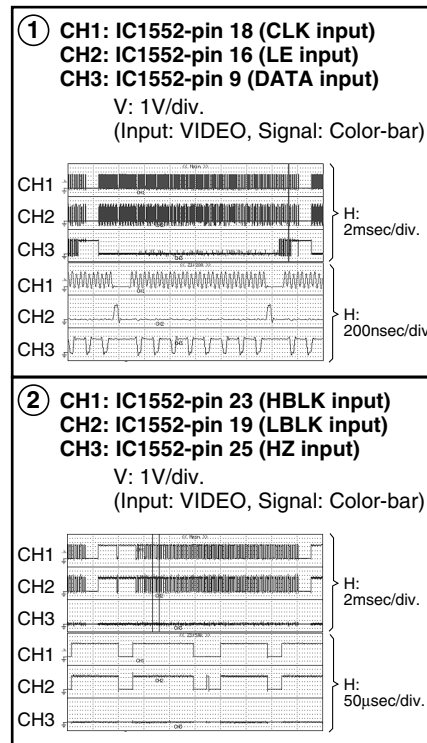 ① CH1: IC1552-pin 18 (CLK input)
CH2: IC1552-pin 16 (LE input)
CH3: IC1552-pin 9 (DATA input)
V: 1V/div.
(Input: VIDEO, Signal: Color-bar)
<< Main >>
CH1
CH2
CH3
H:
2msec/div.
CH1
CH2
CH3
H:
200nsec/div
② CH1: IC1552-pin 23 (HBLK input)
CH2: IC1552-pin 19 (LBLK input)
CH3: IC1552-pin 25 (HZ input)
V: 1V/div.
(Input: VIDEO, Signal: Color-bar)
<< Main >>
CH1
CH2
CH3
H:
2msec/div.
CH1
CH2
CH3
H:
50μsec/div.